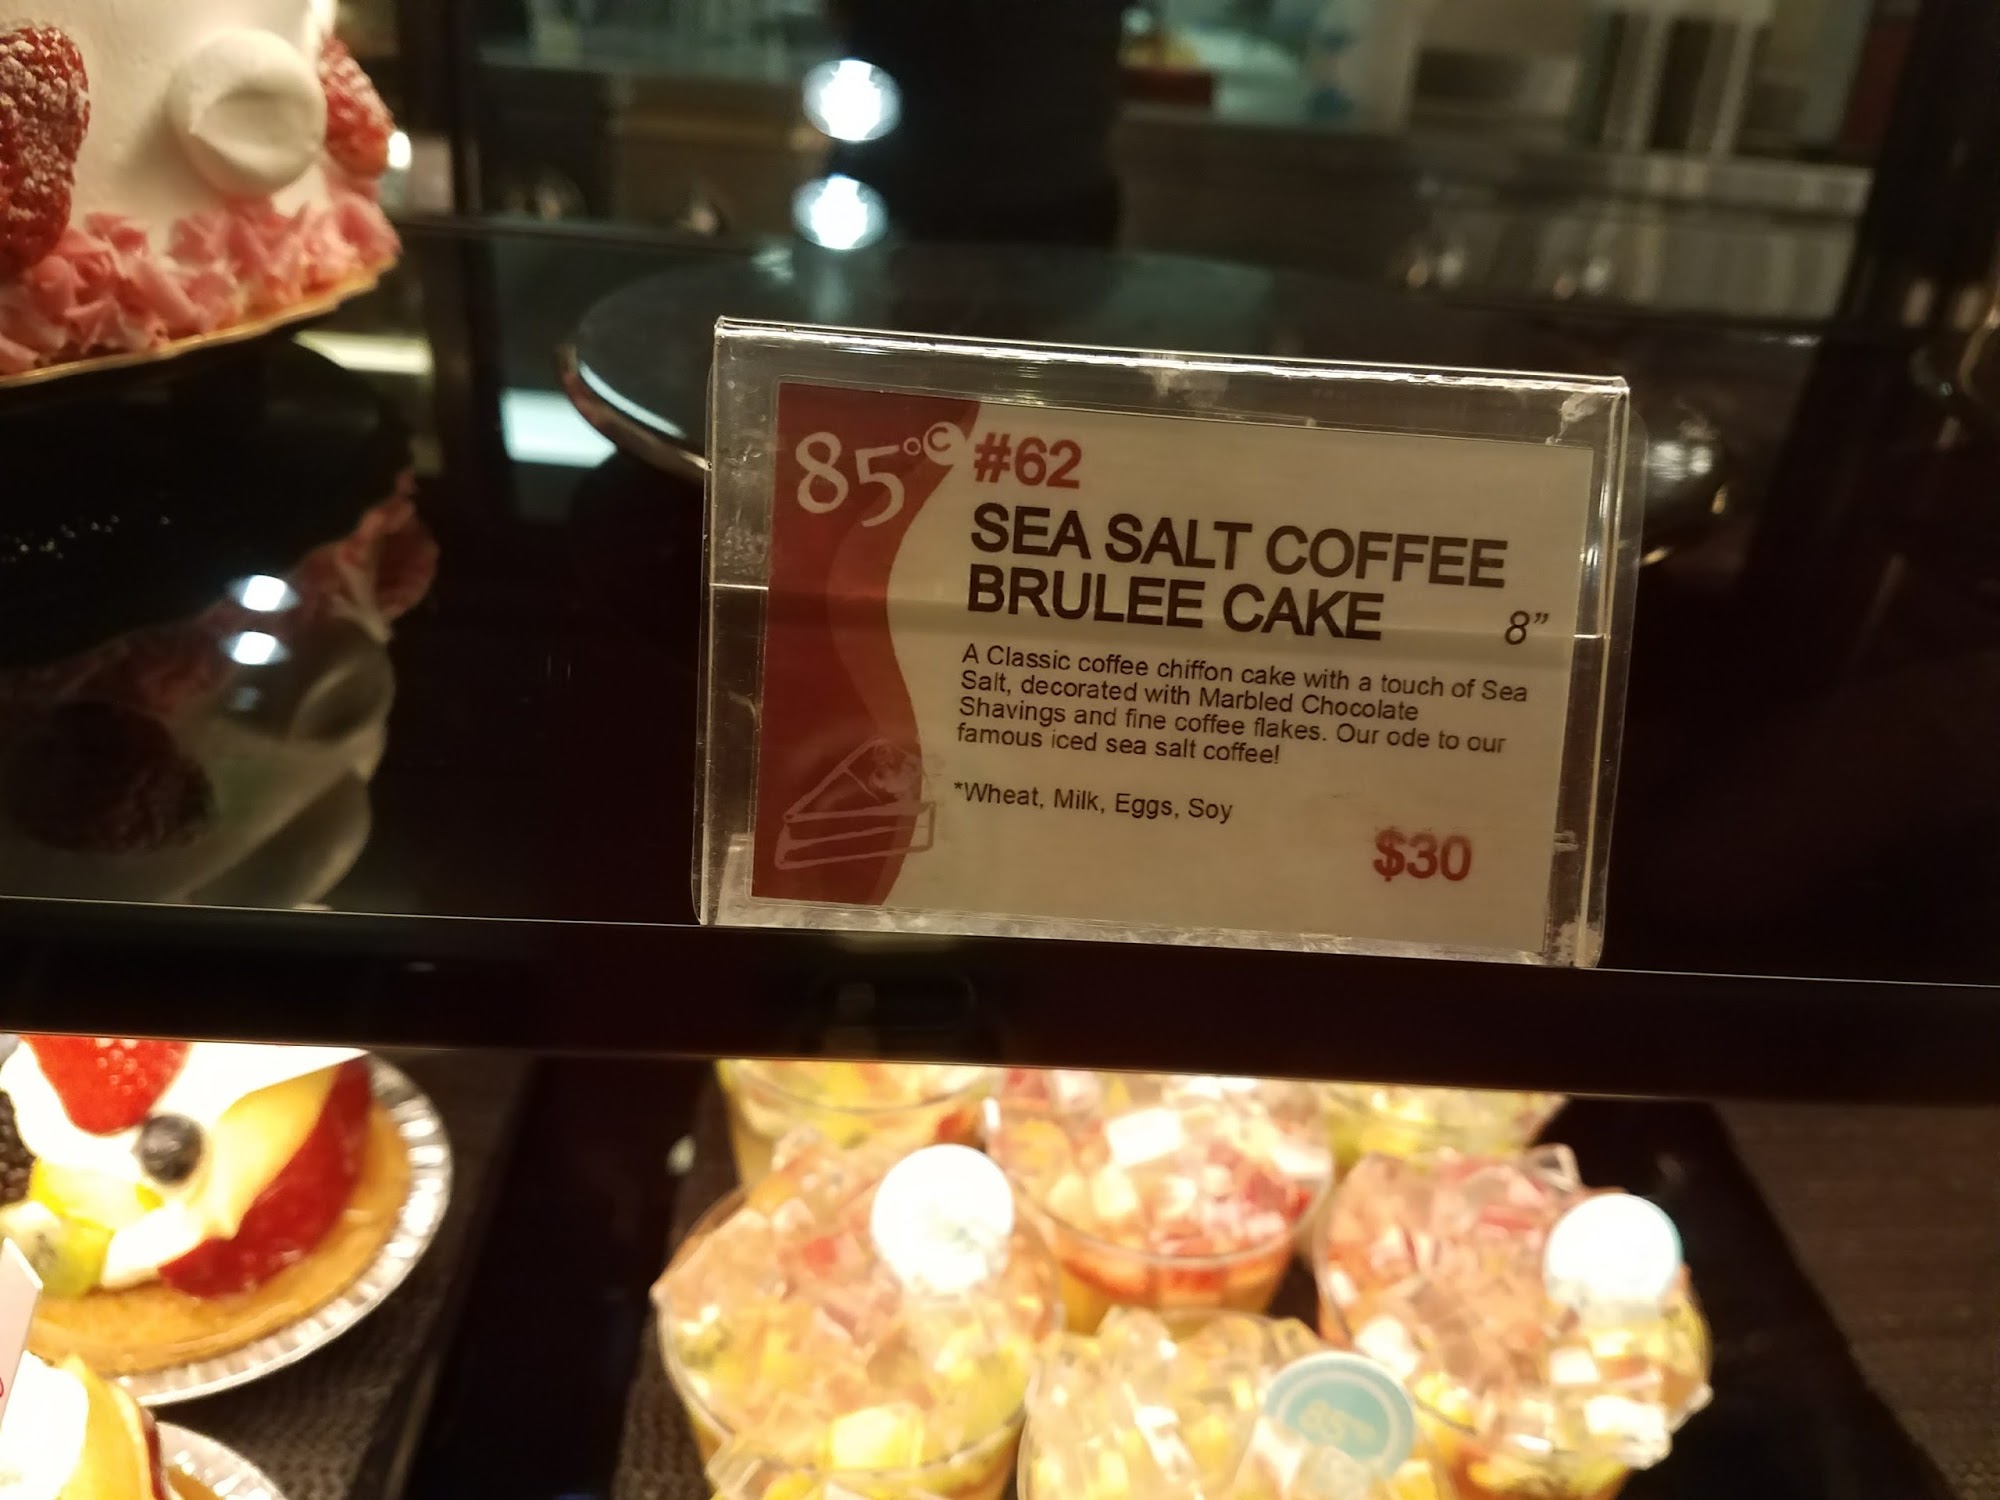 85°C
#62
SEA SALT COFFEE
BRULEE CAKE
8”
A Classic coffee chiffon cake with a touch of Sea
Salt, decorated with Marbled Chocolate
Shavings and fine coffee flakes. Our ode to our
famous iced sea salt coffee!
*Wheat, Milk, Eggs, Soy
$30